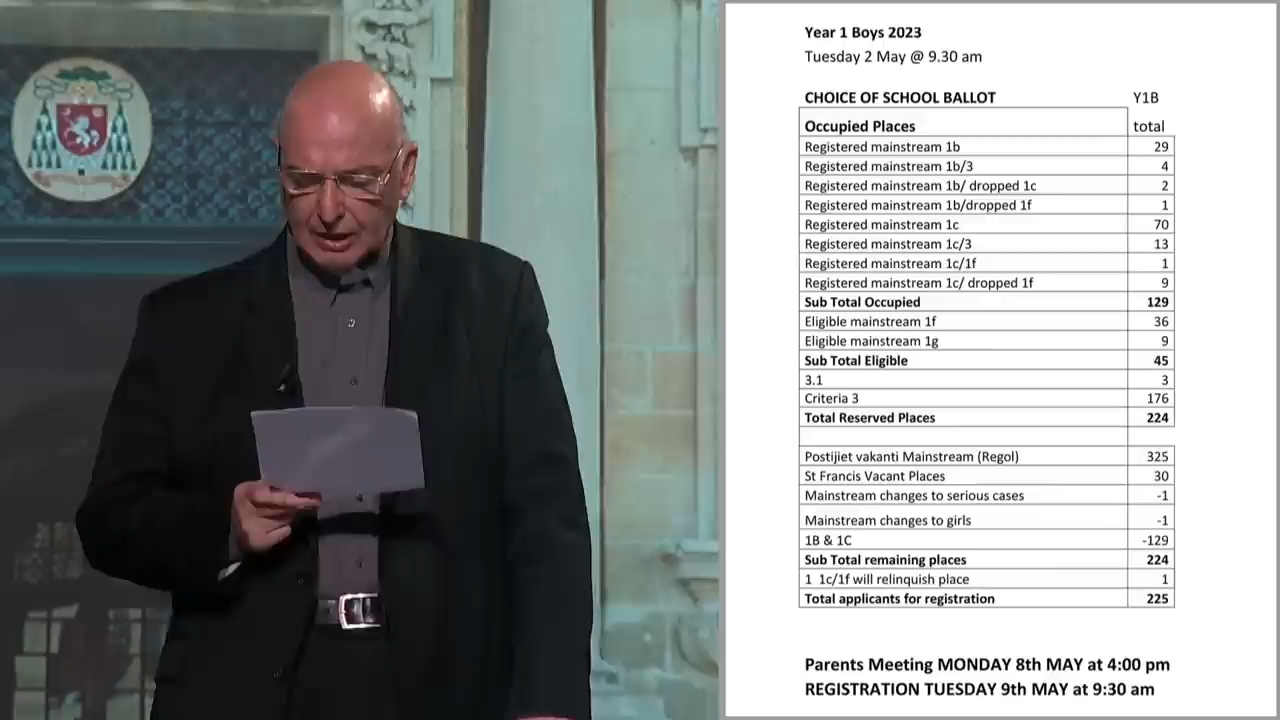 Year 1 Boys 2023
Tuesday 2 May @ 9.30 am
CHOICE OF SCHOOL BALLOT Y1B
Occupied Places total
Registered mainstream 1b 29
Registered mainstream 1b/3 4
Registered mainstream 1b/ dropped 1c 2
Registered mainstream 1b/dropped 1f 1
Registered mainstream 1c 70
Registered mainstream 1c/3 13
Registered mainstream 1c/1f 1
Registered mainstream 1c/ dropped 1f 9
Sub Total Occupied 129
Eligible mainstream 1f 36
Eligible mainstream 1g 9
Sub Total Eligible 45
3.1 3
Criteria 3 176
Total Reserved Places 224
Postijiet vakanti Mainstream (Regol) 325
St Francis Vacant Places 30
Mainstream changes to serious cases -1
Mainstream changes to girls -1
1B & 1C -129
Sub Total remaining places 224
1 1c/1f will relinquish place 1
Total applicants for registration 225
Parents Meeting MONDAY 8th MAY at 4:00 pm
REGISTRATION TUESDAY 9th MAY at 9:30 am